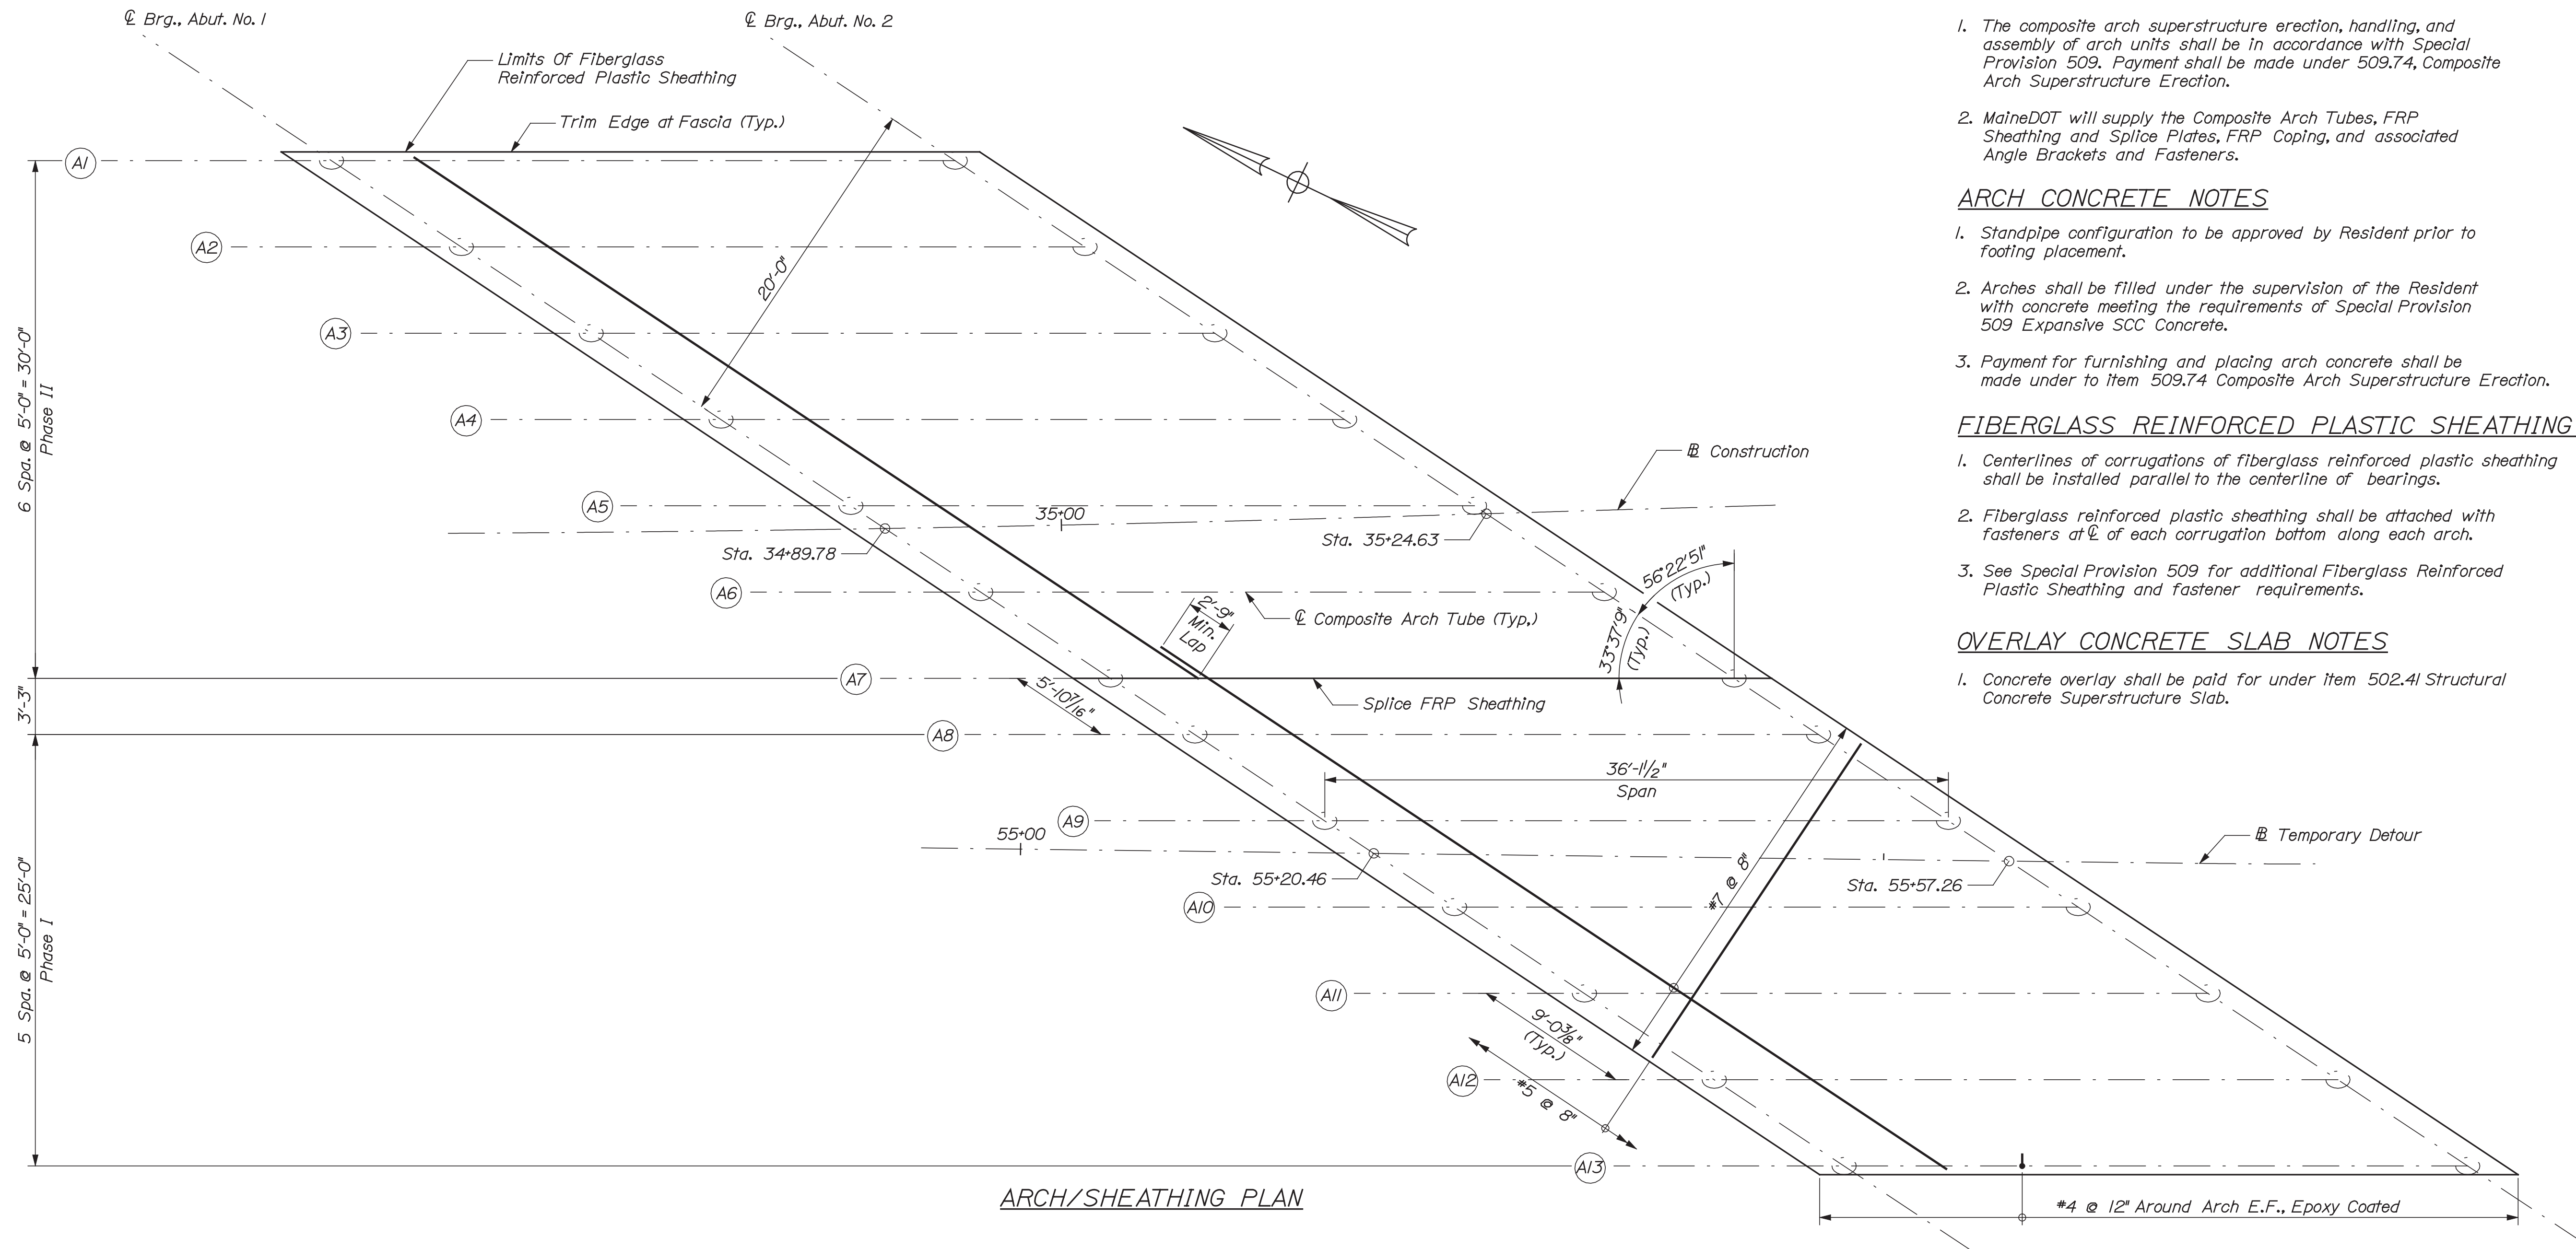 ℄ Brg., Abut. No. 1
℄ Brg., Abut. No. 2
Limits Of Fiberglass
Reinforced Plastic Sheathing
Trim Edge at Fascia (Typ.)
A1
A2
A3
A4
A5
A6
A7
A8
A9
A10
A11
A12
A13
6 Spa. @ 5'-0" = 30'-0"
Phase II
3'-3"
5 Spa. @ 5'-0" = 25'-0"
Phase I
20'-0"
35+00
Sta. 34+89.78
Sta. 35+24.63
℄ Construction
56°22'51"
(Typ.)
33°37'9"
(Typ.)
2'-9"
Min.
Lap
℄ Composite Arch Tube (Typ,)
5'-10 7/16"
Splice FRP Sheathing
36'-1 1/2"
Span
55+00
Sta. 55+20.46
Sta. 55+57.26
Temporary Detour
#7 @ 8"
9'-0 3/8"
(Typ.)
#5 @ 8"
#4 @ 12" Around Arch E.F., Epoxy Coated
ARCH/SHEATHING PLAN
1. The composite arch superstructure erection, handling, and
assembly of arch units shall be in accordance with Special
Provision 509. Payment shall be made under 509.74, Composite
Arch Superstructure Erection.
2. MaineDOT will supply the Composite Arch Tubes, FRP
Sheathing and Splice Plates, FRP Coping, and associated
Angle Brackets and Fasteners.
ARCH CONCRETE NOTES
1. Standpipe configuration to be approved by Resident prior to
footing placement.
2. Arches shall be filled under the supervision of the Resident
with concrete meeting the requirements of Special Provision
509 Expansive SCC Concrete.
3. Payment for furnishing and placing arch concrete shall be
made under to item 509.74 Composite Arch Superstructure Erection.
FIBERGLASS REINFORCED PLASTIC SHEATHING
1. Centerlines of corrugations of fiberglass reinforced plastic sheathing
shall be installed parallel to the centerline of bearings.
2. Fiberglass reinforced plastic sheathing shall be attached with
fasteners at ℄ of each corrugation bottom along each arch.
3. See Special Provision 509 for additional Fiberglass Reinforced
Plastic Sheathing and fastener requirements.
OVERLAY CONCRETE SLAB NOTES
1. Concrete overlay shall be paid for under item 502.41 Structural
Concrete Superstructure Slab.